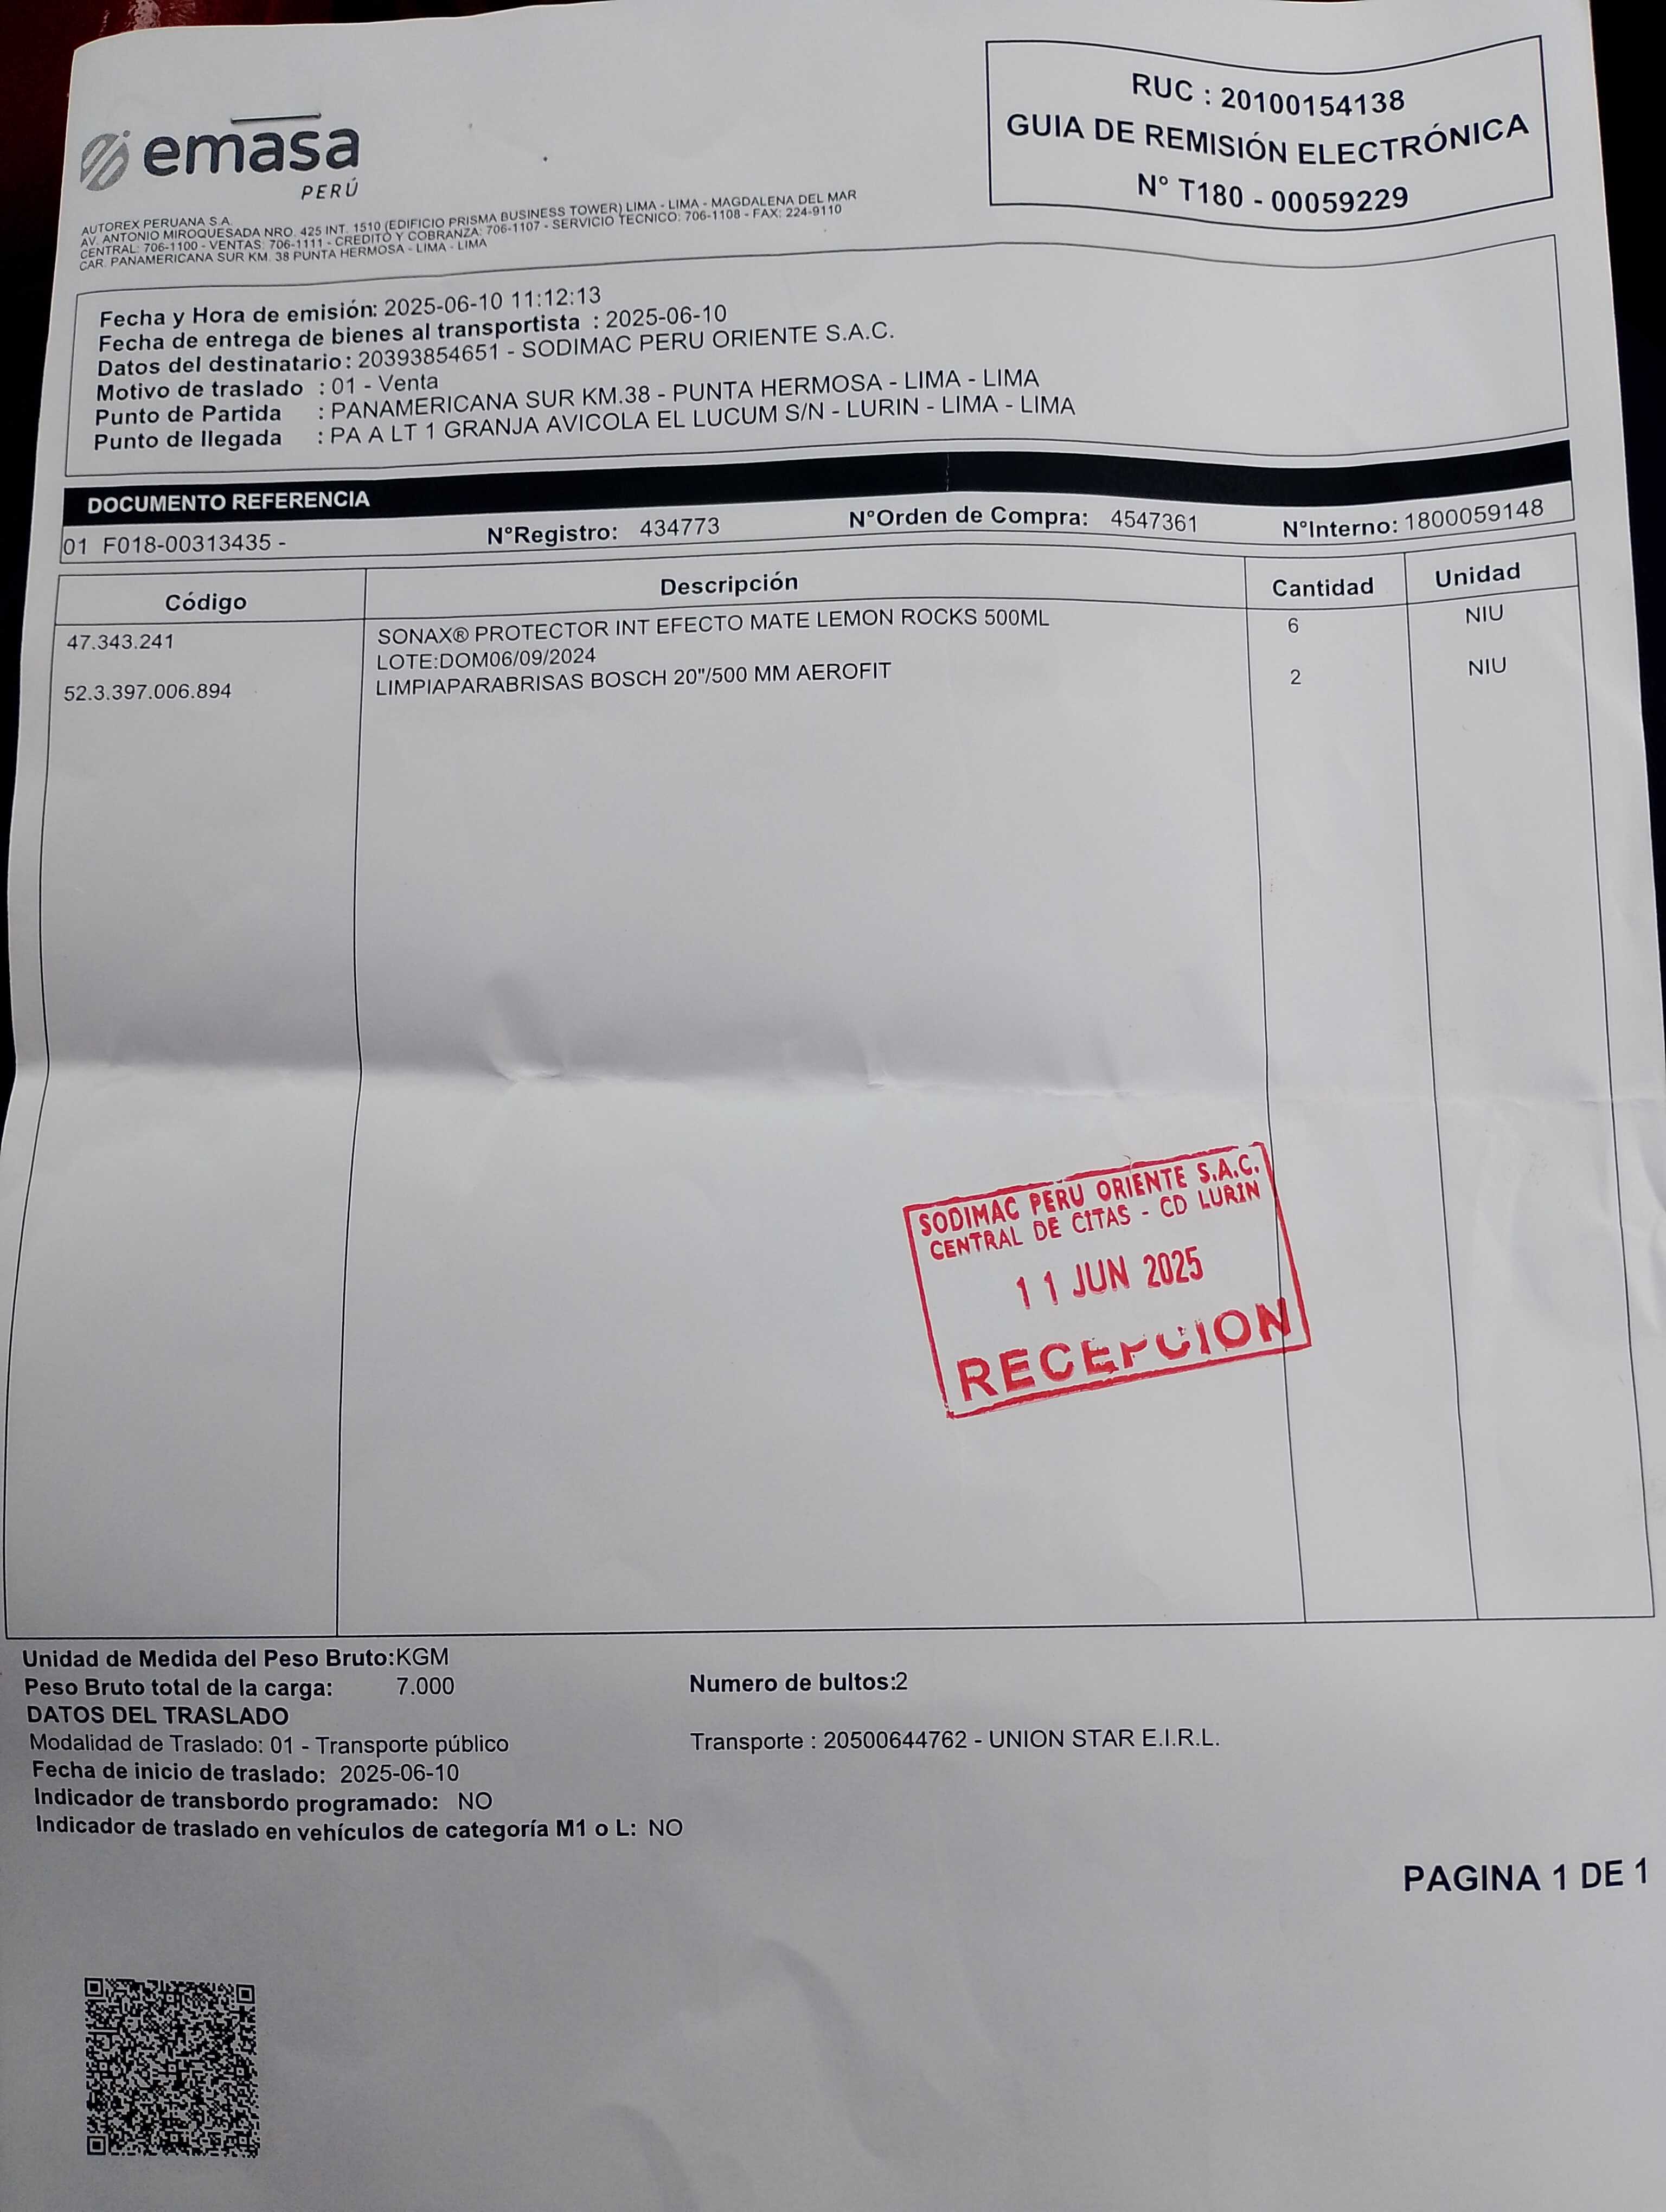 emasa
PERÚ
RUC : 20100154138
GUIA DE REMISIÓN ELECTRÓNICA
N° T180 - 00059229
AUTOREX PERUANA S.A.
AV. ANTONIO MIROQUESADA NRO. 425 INT. 1510 (EDIFICIO PRISMA BUSINESS TOWER) LIMA - LIMA - MAGDALENA DEL MAR
CENTRAL: 706-1100 - VENTAS: 706-1111 - CREDITO Y COBRANZA: 706-1107 - SERVICIO TECNICO: 706-1108 - FAX: 224-9110
CAR. PANAMERICANA SUR KM. 38 PUNTA HERMOSA - LIMA - LIMA
Fecha y Hora de emisión: 2025-06-10 11:12:13
Fecha de entrega de bienes al transportista : 2025-06-10
Datos del destinatario : 20393854651 - SODIMAC PERU ORIENTE S.A.C.
Motivo de traslado : 01 - Venta
Punto de Partida : PANAMERICANA SUR KM.38 - PUNTA HERMOSA - LIMA - LIMA
Punto de llegada : PA A LT 1 GRANJA AVICOLA EL LUCUM S/N - LURIN - LIMA - LIMA
DOCUMENTO REFERENCIA
01 F018-00313435 - N°Registro: 434773 N°Orden de Compra: 4547361 N°Interno: 1800059148
Código Descripción Cantidad Unidad
47.343.241 SONAX® PROTECTOR INT EFECTO MATE LEMON ROCKS 500ML 6 NIU
LOTE:DOM06/09/2024
52.3.397.006.894 LIMPIAPARABRISAS BOSCH 20"/500 MM AEROFIT 2 NIU
SODIMAC PERU ORIENTE S.A.C.
CENTRAL DE CITAS - CD LURIN
11 JUN 2025
RECEPCION
Unidad de Medida del Peso Bruto:KGM
Peso Bruto total de la carga: 7.000 Numero de bultos:2
DATOS DEL TRASLADO
Modalidad de Traslado: 01 - Transporte público Transporte : 20500644762 - UNION STAR E.I.R.L.
Fecha de inicio de traslado: 2025-06-10
Indicador de transbordo programado: NO
Indicador de traslado en vehículos de categoría M1 o L: NO
PAGINA 1 DE 1